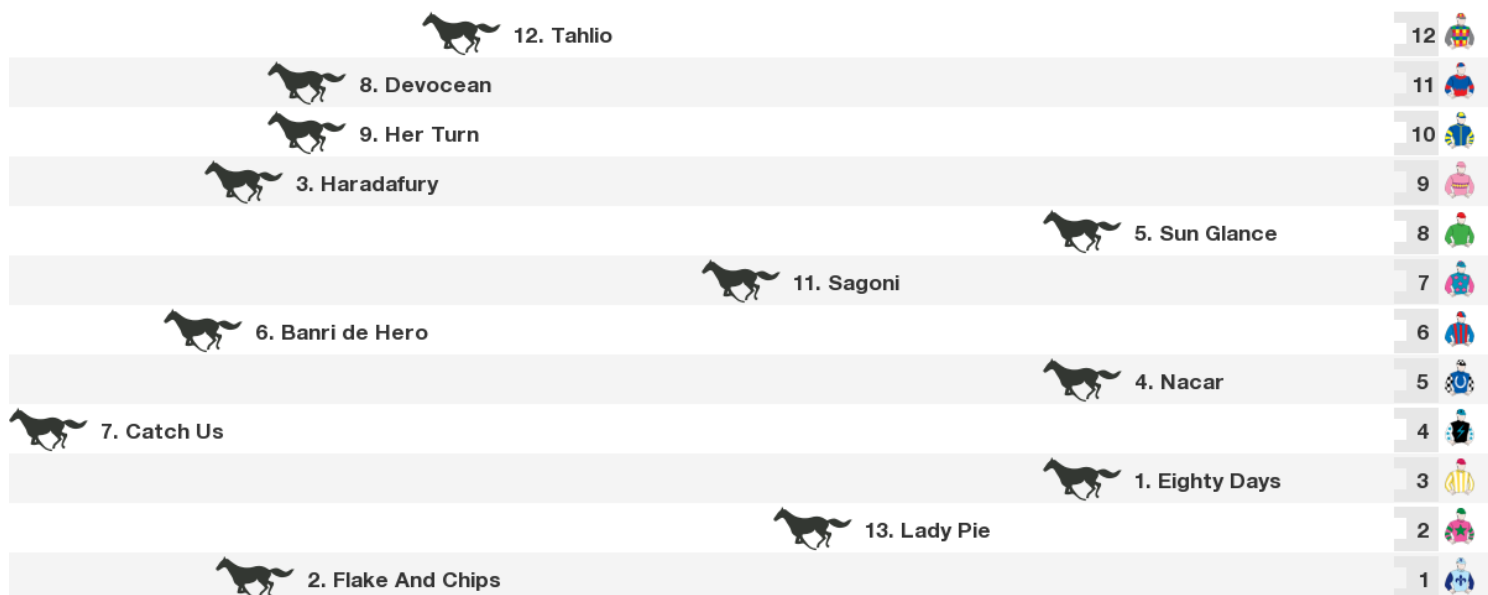 12. Tahlio 12
8. Devocean 11
9. Her Turn 10
3. Haradafury 9
5. Sun Glance 8
11. Sagoni 7
6. Banri de Hero 6
4. Nacar 5
7. Catch Us 4
1. Eighty Days 3
13. Lady Pie 2
2. Flake And Chips 1